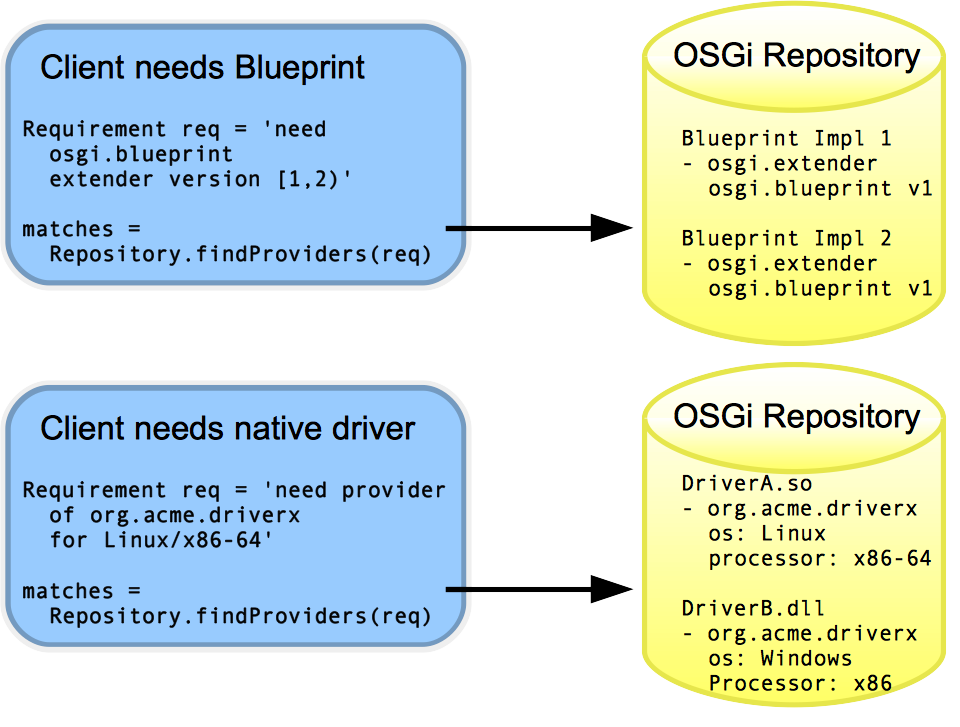 Client needs Blueprint
Requirement req = 'need
osgi.blueprint
extender version [1,2)'
matches =
Repository.findProviders(req)
OSGi Repository
Blueprint Impl 1
- osgi.extender
osgi.blueprint v1
Blueprint Impl 2
- osgi.extender
osgi.blueprint v1
Client needs native driver
Requirement req = 'need provider
of org.acme.driverx
for Linux/x86-64'
matches =
Repository.findProviders(req)
OSGi Repository
DriverA.so
- org.acme.driverx
os: Linux
processor: x86-64
DriverB.dll
- org.acme.driverx
os: Windows
Processor: x86